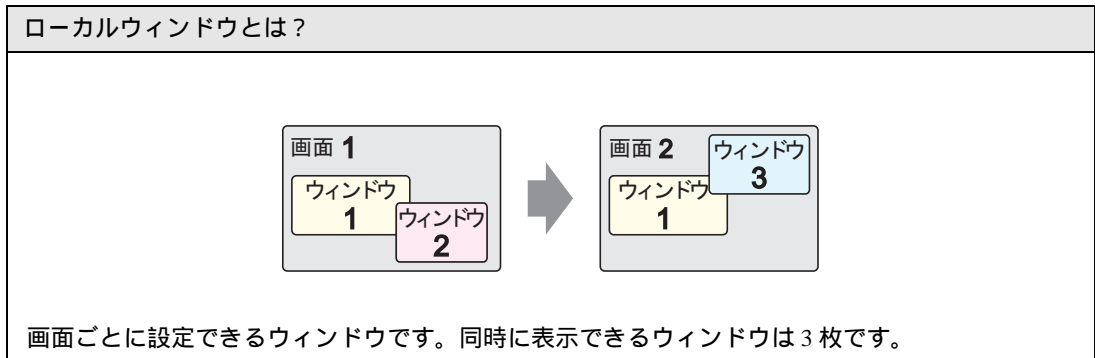 ローカルウィンドウとは？
画面 1
ウィンドウ
1
ウィンドウ
2
画面 2
ウィンドウ
3
ウィンドウ
1
画面ごとに設定できるウィンドウです。同時に表示できるウィンドウは 3 枚です。